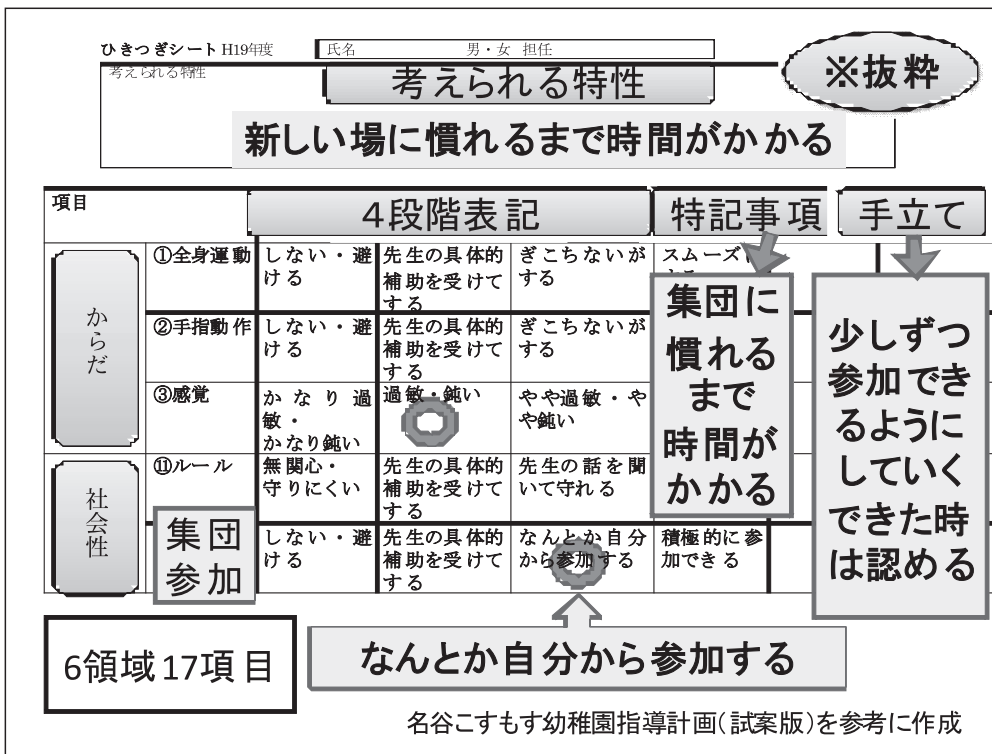 ひきつぎシート H19年度
氏名 男・女 担任
※抜粋
考えられる特性
考えられる特性
新しい場に慣れるまで時間がかかる
項目
4段階表記
特記事項
手立て
からだ
①全身運動
しない・避
ける
先生の具体的
補助を受けて
する
ぎこちないが
する
スムーズに
②手指動作
しない・避
ける
先生の具体的
補助を受けて
する
ぎこちないが
する
③感覚
かなり過
敏・
かなり鈍い
過敏・鈍い
やや過敏・や
や鈍い
社会性
⑪ルール
無関心・
守りにくい
先生の具体的
補助を受けて
する
先生の話を聞
いて守れる
集団
参加
しない・避
ける
先生の具体的
補助を受けて
する
なんとか自分
から参加する
積極的に参
加できる
集団に
慣れる
まで
時間が
かかる
少しずつ
参加でき
るように
していく
できた時
は認める
6領域17項目
なんとか自分から参加する
名谷こすもす幼稚園指導計画(試案版)を参考に作成